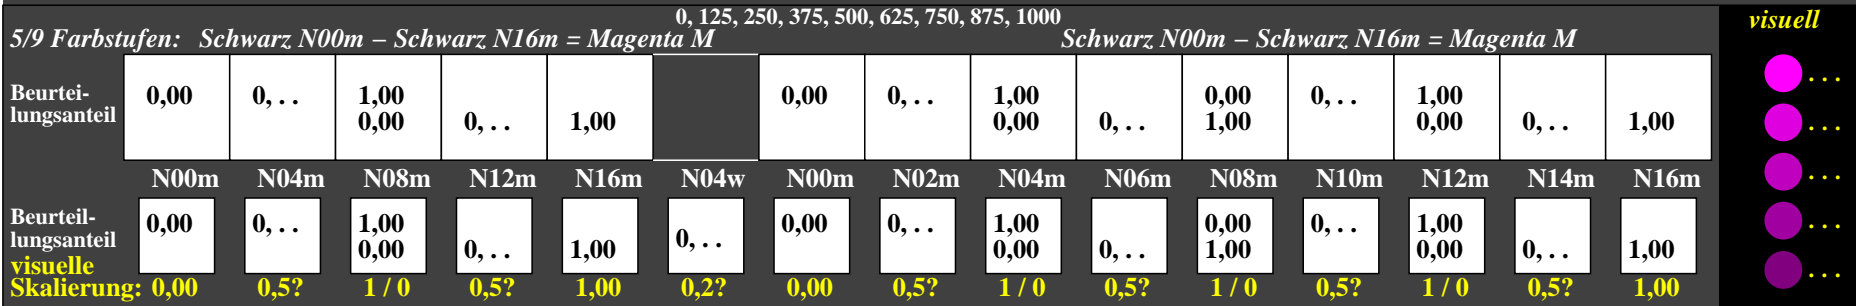 0, 125, 250, 375, 500, 625, 750, 875, 1000
visuell
5/9 Farbstufen: Schwarz N00m – Schwarz N16m = Magenta M Schwarz N00m – Schwarz N16m = Magenta M
Beurtei-
lungsanteil
0,00 0, . . 1,00 0,00 0, . . 1,00 0,00 0, . . 1,00
0,00 0, . . 1,00 0,00 0, . . 1,00 0,00 0, . . 1,00
. . .
. . .
N00m N04m N08m N12m N16m N04w N00m N02m N04m N06m N08m N10m N12m N14m N16m
. . .
Beurteil-
lungsanteil
0,00 0, . . 1,00 0,00 0, . . 1,00 0,00 0, . . 1,00
0,00 0, . . 1,00 0, . . 0,00 0, . . 1,00 0,00 0, . . 1,00
. . .
visuelle
Skalierung: 0,00 0,5? 1 / 0 0,5? 1,00 0,2? 0,00 0,5? 1 / 0 0,5? 1 / 0 0,5? 1 / 0 0,5? 1,00
. . .